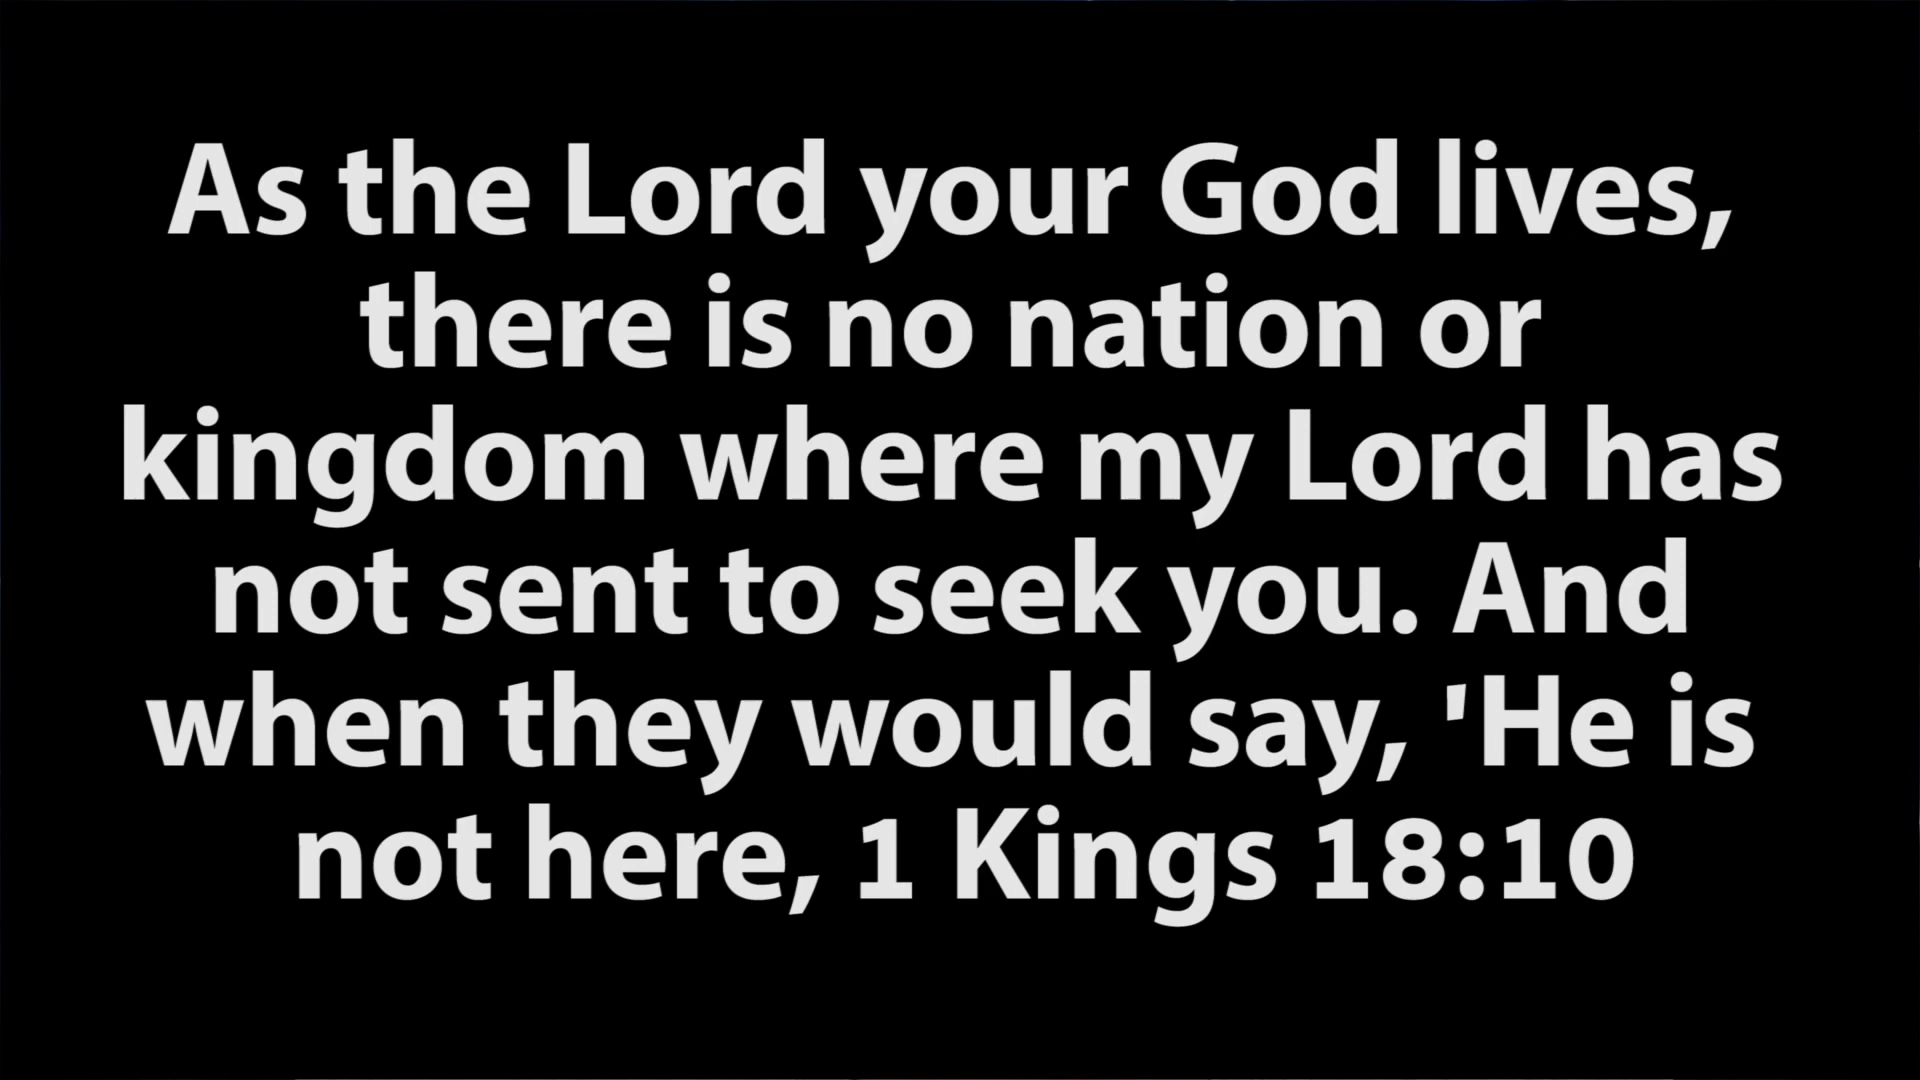 As the Lord your God lives,
there is no nation or
kingdom where my Lord has
not sent to seek you. And
when they would say, 'He is
not here, 1 Kings 18:10